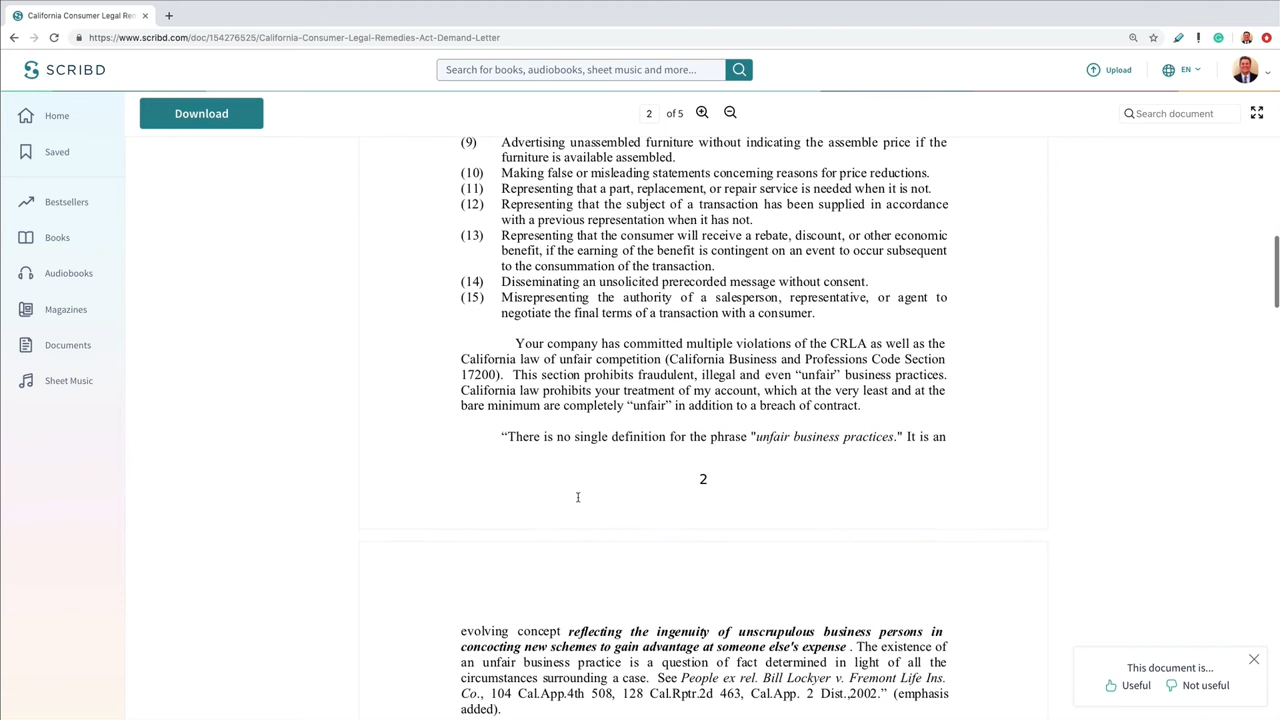 California Consumer Legal Rem
https://www.scribd.com/doc/154276525/California-Consumer-Legal-Remedies-Act-Demand-Letter
SCRIBD
Search for books, audiobooks, sheet music and more...
Upload
EN
Home
Saved
Bestsellers
Books
Audiobooks
Magazines
Documents
Sheet Music
Download
2 of 5
Search document
(9) Advertising unassembled furniture without indicating the assemble price if the
furniture is available assembled.
(10) Making false or misleading statements concerning reasons for price reductions.
(11) Representing that a part, replacement, or repair service is needed when it is not.
(12) Representing that the subject of a transaction has been supplied in accordance
with a previous representation when it has not.
(13) Representing that the consumer will receive a rebate, discount, or other economic
benefit, if the earning of the benefit is contingent on an event to occur subsequent
to the consummation of the transaction.
(14) Disseminating an unsolicited prerecorded message without consent.
(15) Misrepresenting the authority of a salesperson, representative, or agent to
negotiate the final terms of a transaction with a consumer.
Your company has committed multiple violations of the CRLA as well as the
California law of unfair competition (California Business and Professions Code Section
17200). This section prohibits fraudulent, illegal and even “unfair” business practices.
California law prohibits your treatment of my account, which at the very least and at the
bare minimum are completely “unfair” in addition to a breach of contract.
“There is no single definition for the phrase "unfair business practices." It is an
2
evolving concept reflecting the ingenuity of unscrupulous business persons in
concocting new schemes to gain advantage at someone else's expense . The existence of
an unfair business practice is a question of fact determined in light of all the
circumstances surrounding a case. See People ex rel. Bill Lockyer v. Fremont Life Ins.
Co., 104 Cal.App.4th 508, 128 Cal.Rptr.2d 463, Cal.App. 2 Dist.,2002.” (emphasis
added).
This document is...
Useful
Not useful